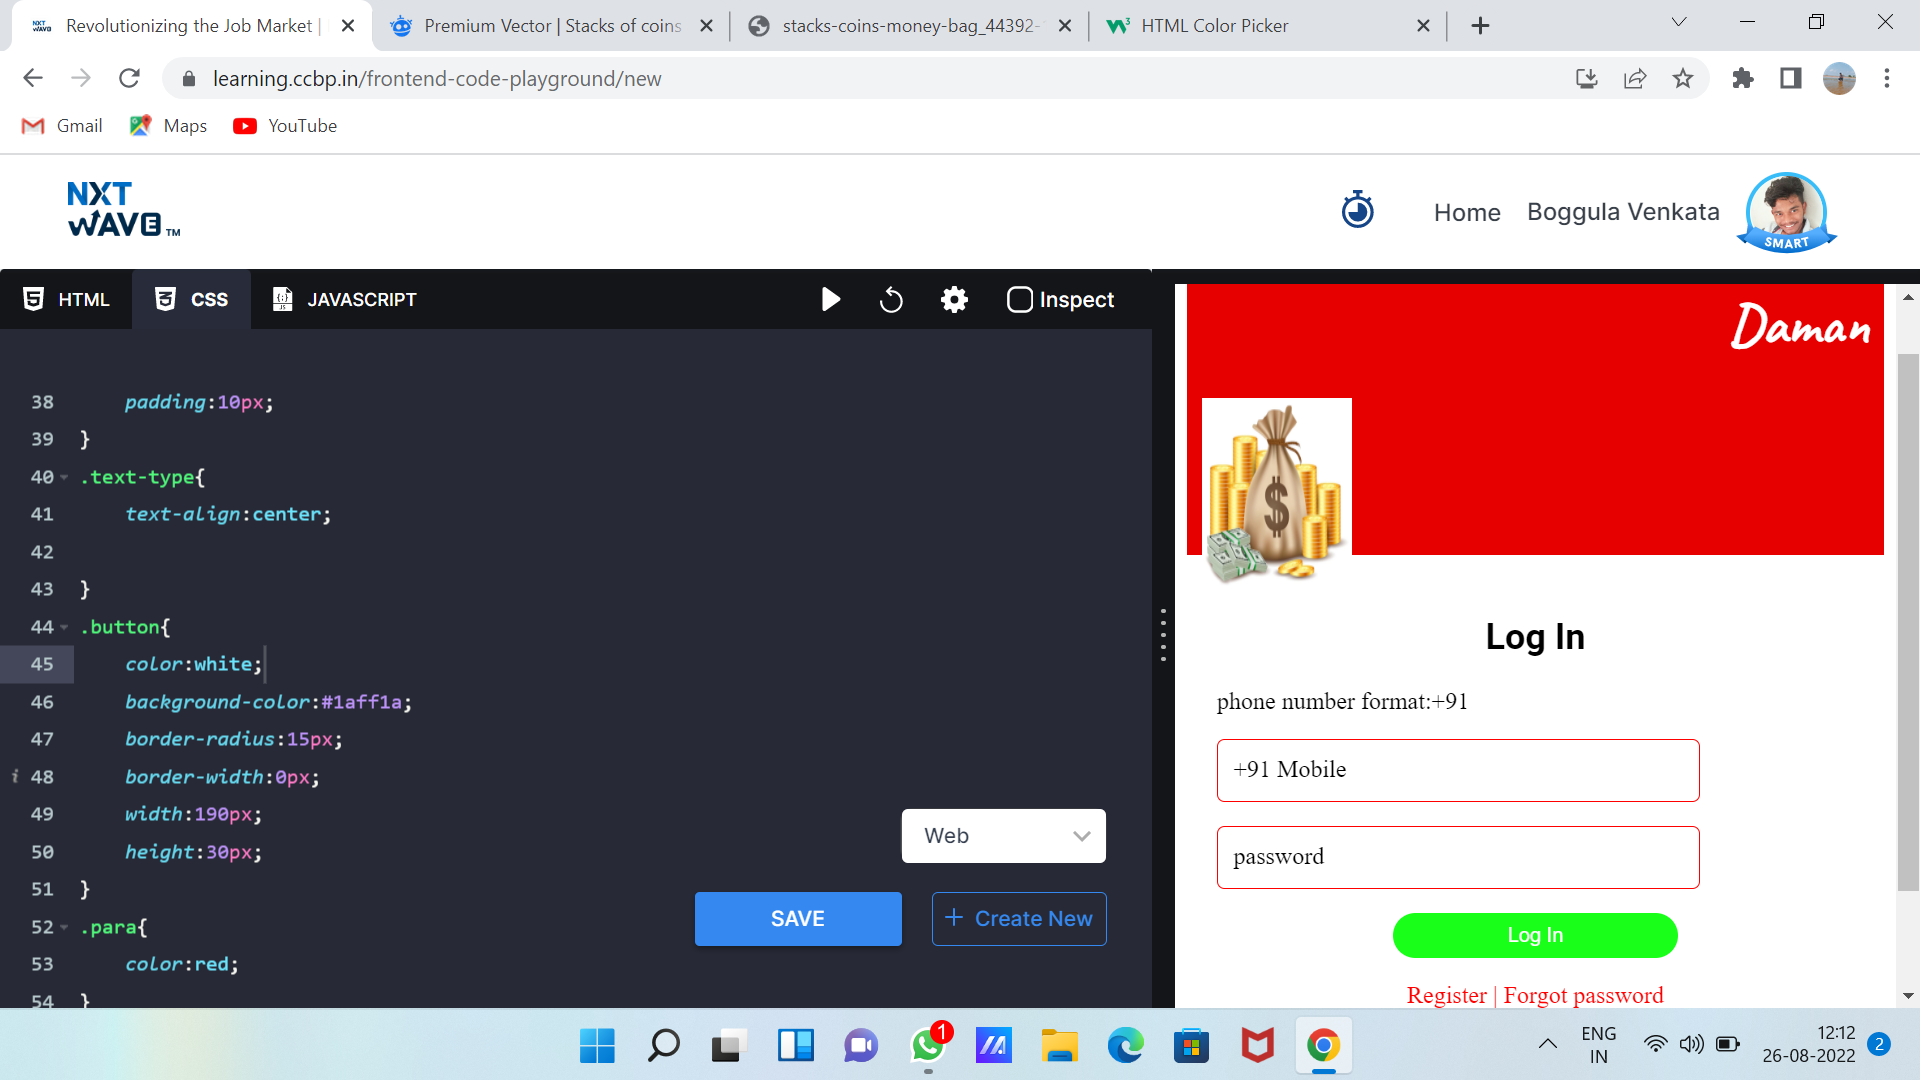 Revolutionizing the Job Market |
Premium Vector | Stacks of coins
stacks-coins-money-bag_44392-
HTML Color Picker
learning.ccbp.in/frontend-code-playground/new
Gmail
Maps
YouTube
NXT
WAVE TM
Home
Boggula Venkata
SMART
HTML
CSS
JAVASCRIPT
Inspect
38 padding:10px;
39 }
40 .text-type{
41 text-align:center;
42
43 }
44 .button{
45 color:white;
46 background-color:#1aff1a;
47 border-radius:15px;
48 border-width:0px;
49 width:190px;
50 height:30px;
51 }
52 .para{
53 color:red;
54 }
Web
SAVE
+ Create New
Daman
$
Log In
phone number format:+91
+91 Mobile
password
Log In
Register | Forgot password
1
ENG
IN
12:12
26-08-2022
2